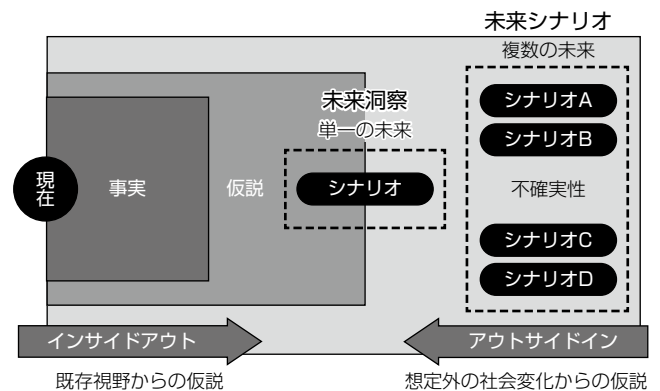 未来シナリオ
複数の未来
シナリオA
シナリオB
不確実性
シナリオC
シナリオD
未来洞察
単一の未来
シナリオ
現在
事実
仮説
インサイドアウト
アウトサイドイン
既存視野からの仮説
想定外の社会変化からの仮説